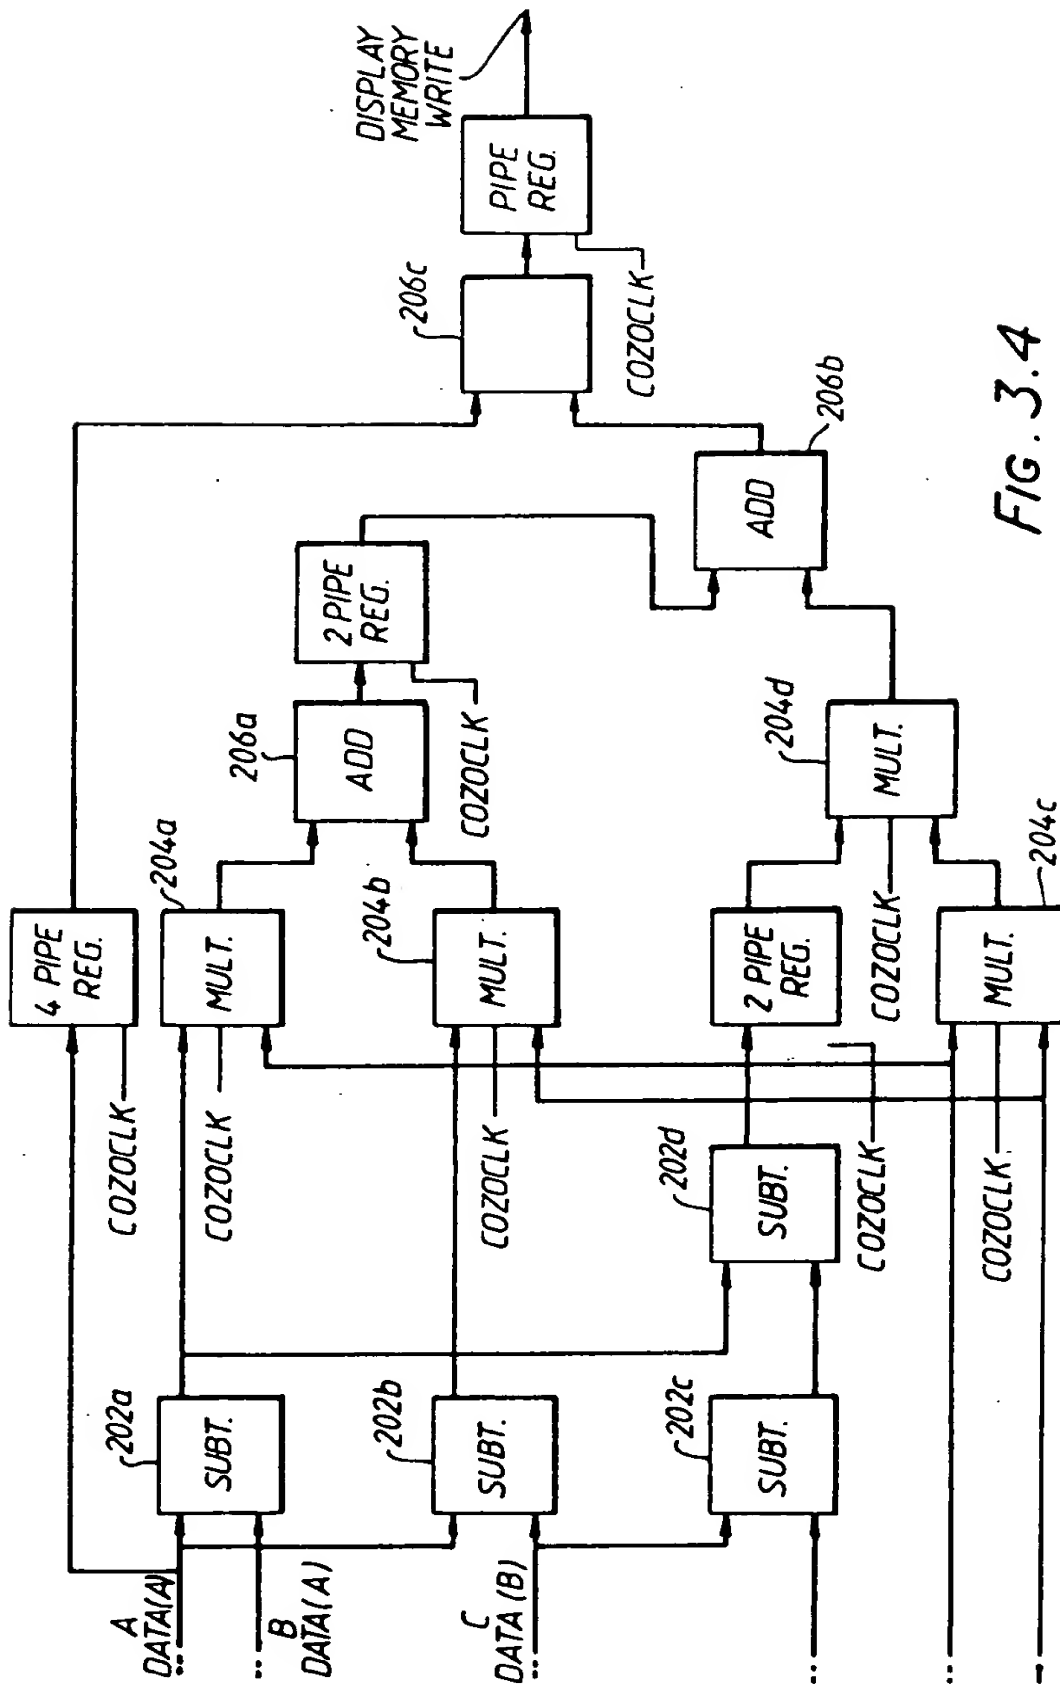 A
DATA(A)
B
DATA(A)
C
DATA (B)
202a
SUBT.
202b
SUBT.
202c
SUBT.
202d
SUBT.
4 PIPE
REG.
COZOCLK
204a
MULT.
COZOCLK
204b
MULT.
COZOCLK
2 PIPE
REG.
COZOCLK
204c
MULT.
COZOCLK
206a
ADD
2 PIPE
REG.
COZOCLK
204d
MULT.
COZOCLK
206b
ADD
206c
PIPE
REG.
COZOCLK
DISPLAY
MEMORY
WRITE
FIG. 3.4